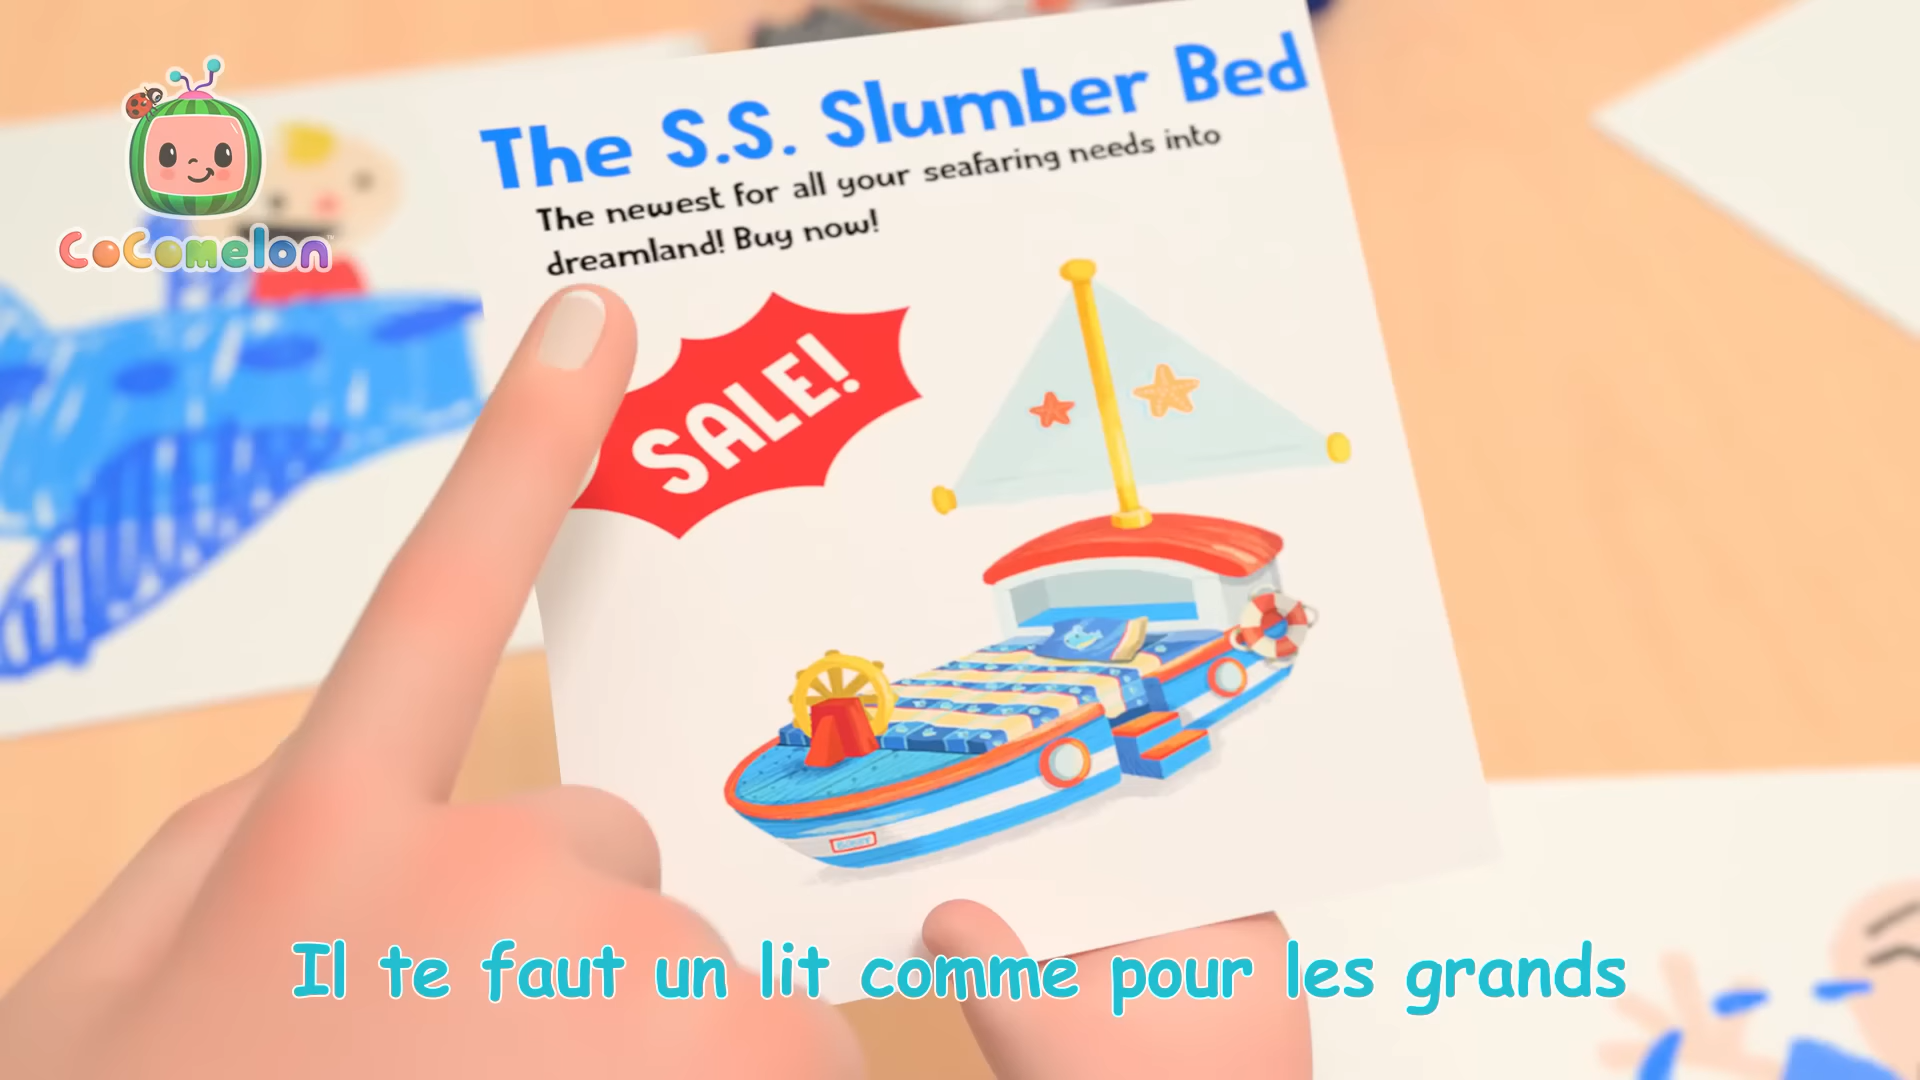 CoComelon
The S.S. Slumber Bed
The newest for all your seafaring needs into
dreamland! Buy now!
SALE!
Il te faut un lit comme pour les grands